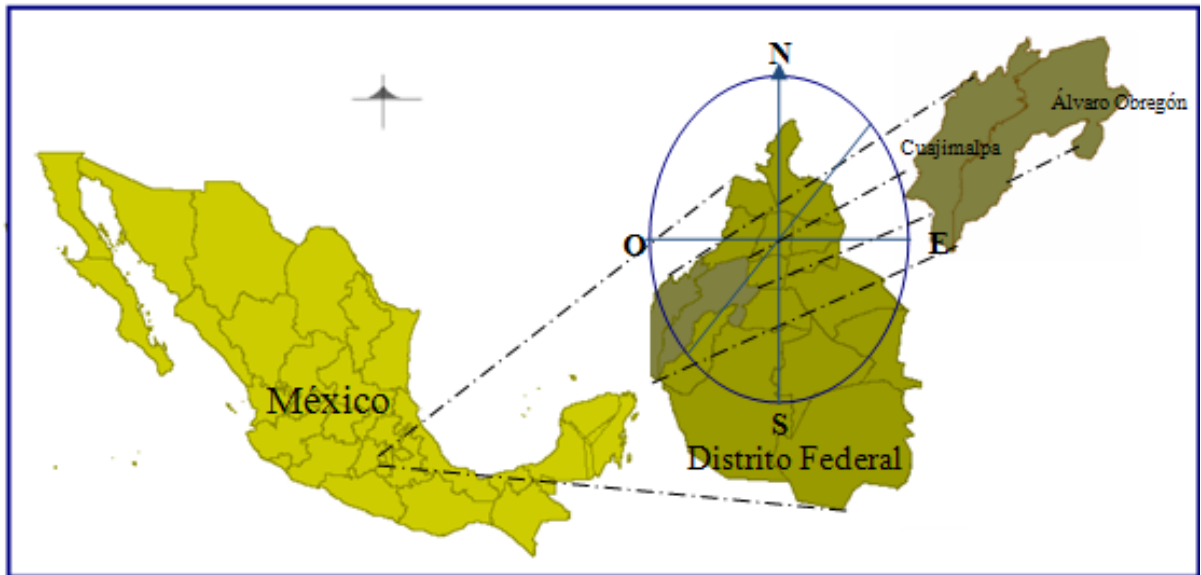 N
Álvaro Obregón
Cuajimalpa
O
E
México
S
Distrito Federal